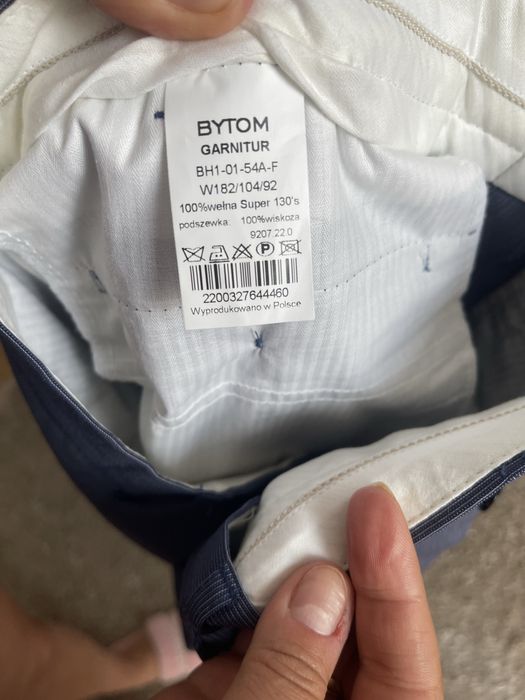 BYTOM
GARNITUR
BH1-01-54A-F
W182/104/92
100%wełna Super 130's
podszewka: 100%wiskoza
9207.22.0
P
2200327644460
Wyprodukowano w Polsce